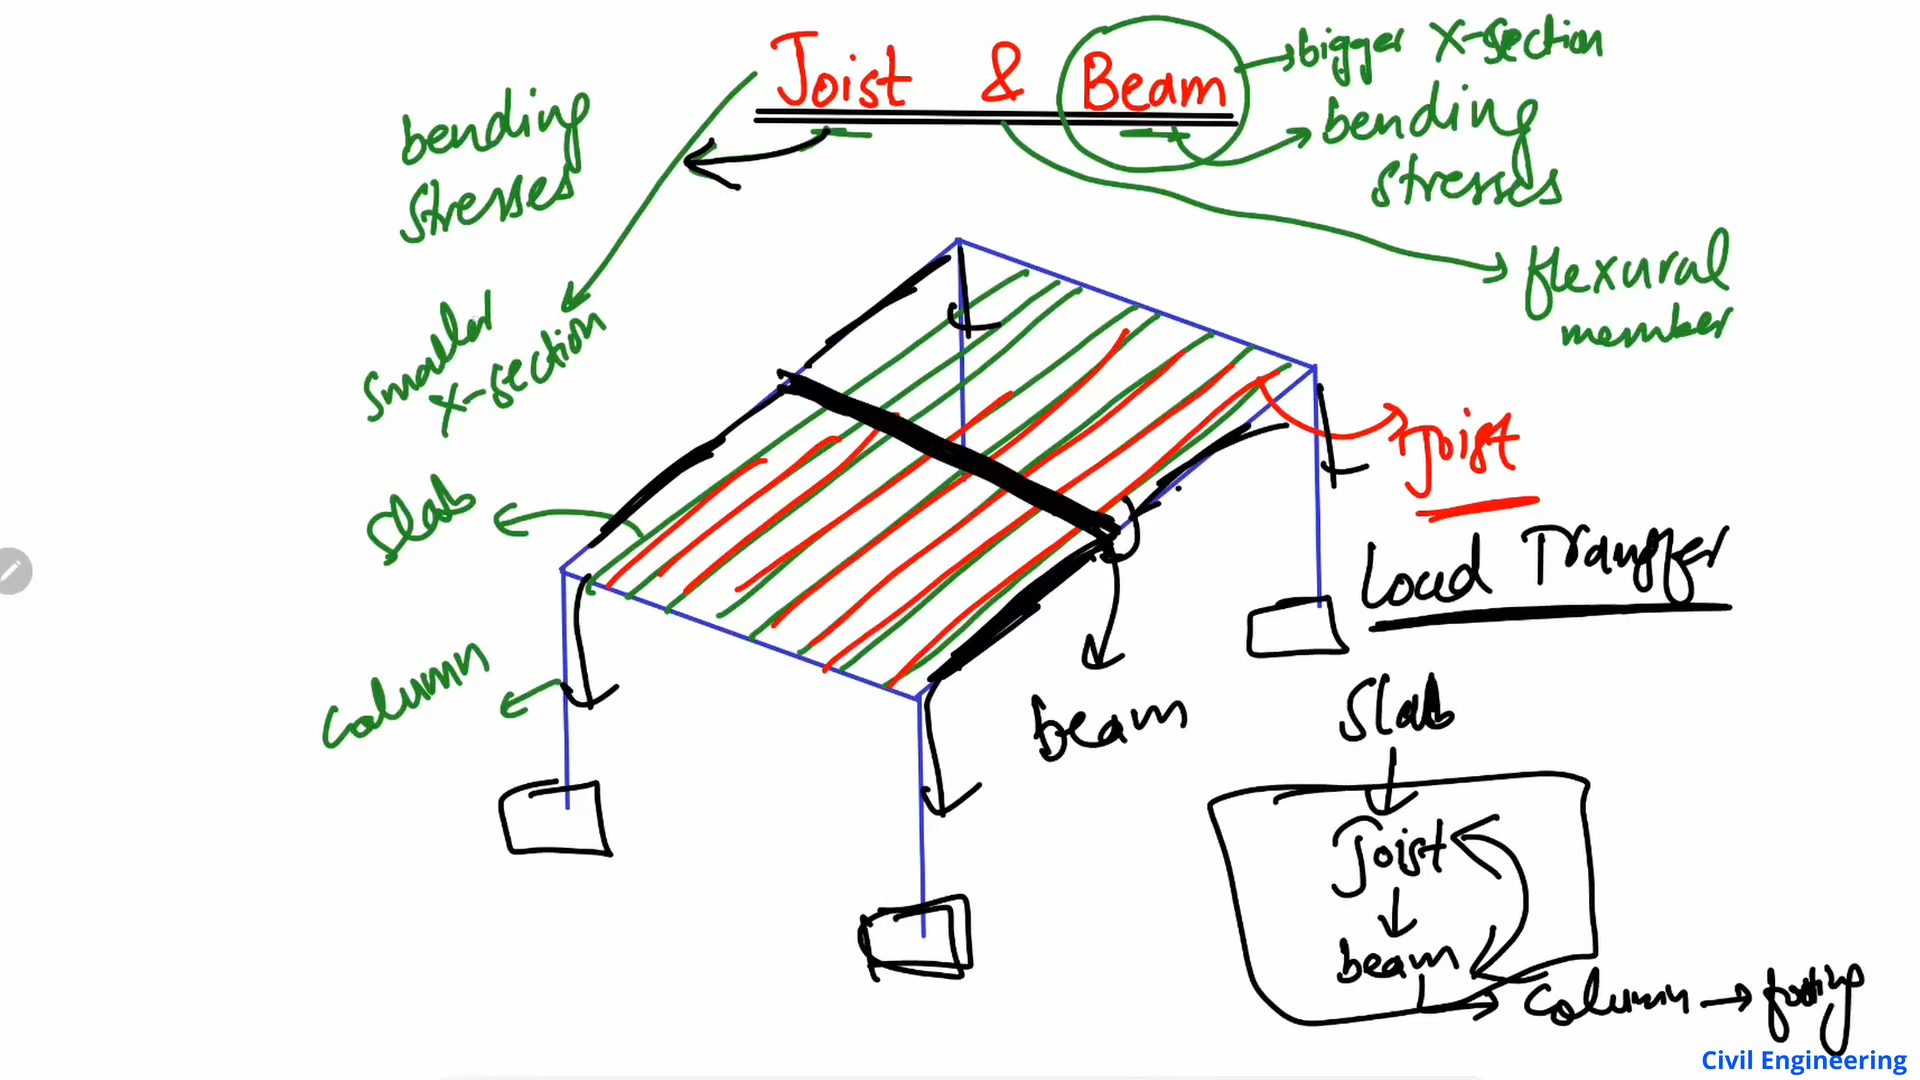 Joist & Beam
bigger X-section
bending
stresses
bending
stresses
flexural
member
smaller
x-section
Joist
slab
Load Transfer
column
beam
Slab
Joist
beam
column → footing
Civil Engineering